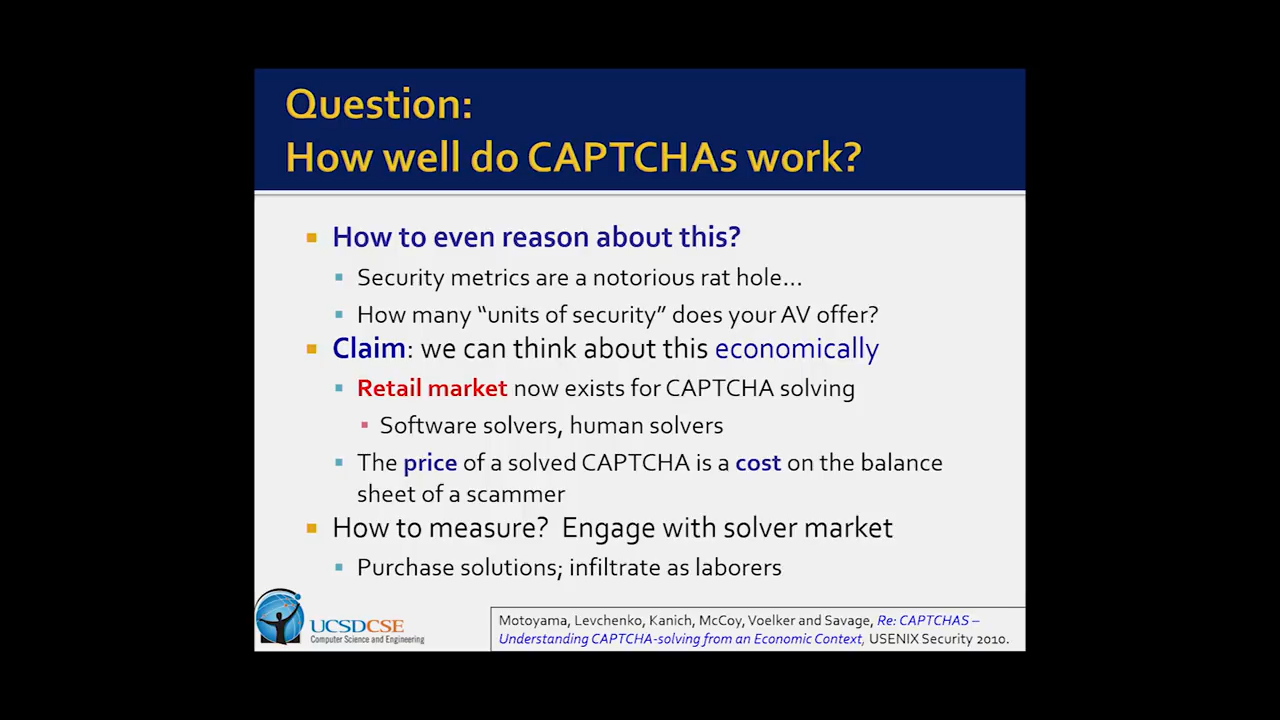 Question:
How well do CAPTCHAs work?
How to even reason about this?
Security metrics are a notorious rat hole…
How many “units of security” does your AV offer?
Claim: we can think about this economically
Retail market now exists for CAPTCHA solving
Software solvers, human solvers
The price of a solved CAPTCHA is a cost on the balance
sheet of a scammer
How to measure?  Engage with solver market
Purchase solutions; infiltrate as laborers
UCSDCSE
Computer Science and Engineering
Motoyama, Levchenko, Kanich, McCoy, Voelker and Savage, Re: CAPTCHAS –
Understanding CAPTCHA-solving from an Economic Context, USENIX Security 2010.